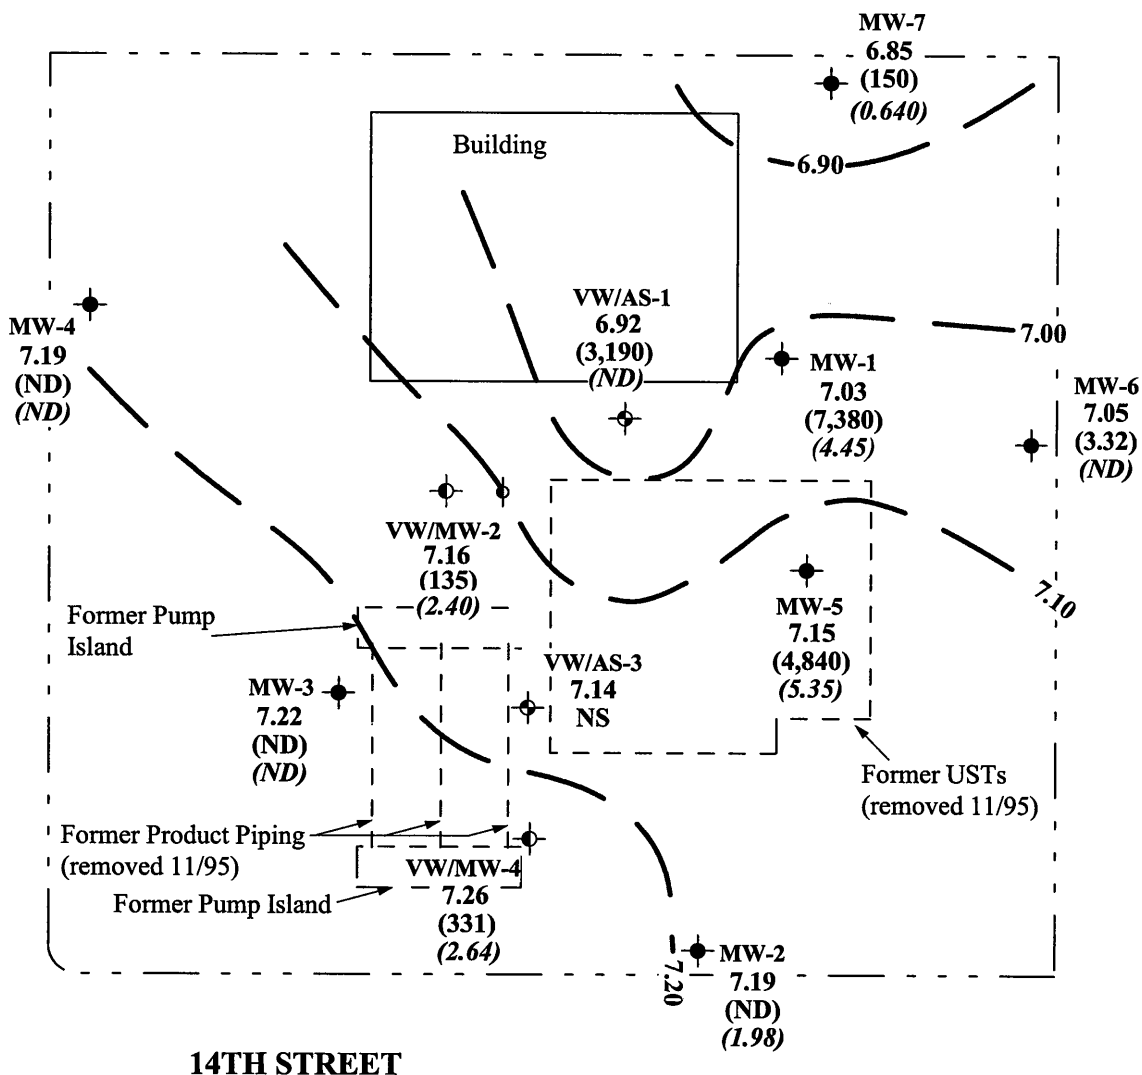 MW-7
6.85
(150)
(0.640)
Building
6.90
VW/AS-1
6.92
(3,190)
(ND)
MW-4
7.19
(ND)
(ND)
7.00
MW-1
7.03
(7,380)
(4.45)
MW-6
7.05
(3.32)
(ND)
VW/MW-2
7.16
(135)
(2.40)
7.10
Former Pump
Island
MW-5
7.15
(4,840)
(5.35)
VW/AS-3
7.14
NS
MW-3
7.22
(ND)
(ND)
Former USTs
(removed 11/95)
Former Product Piping
(removed 11/95)
VW/MW-4
7.26
(331)
(2.64)
Former Pump Island
7.20
MW-2
7.19
(ND)
(1.98)
14TH STREET